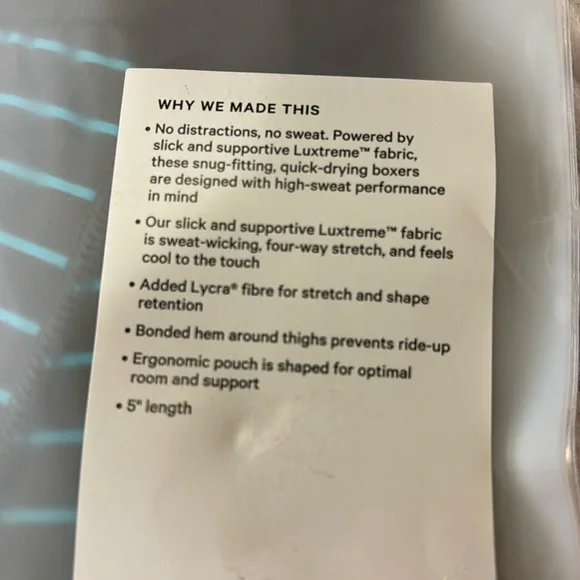 WHY WE MADE THIS
• No distractions, no sweat. Powered by
slick and supportive Luxtreme™ fabric,
these snug-fitting, quick-drying boxers
are designed with high-sweat performance
in mind
• Our slick and supportive Luxtreme™ fabric
is sweat-wicking, four-way stretch, and feels
cool to the touch
• Added Lycra® fibre for stretch and shape
retention
• Bonded hem around thighs prevents ride-up
• Ergonomic pouch is shaped for optimal
room and support
• 5" length